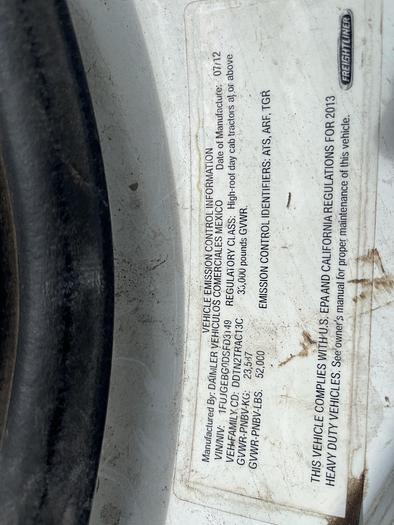 FREIGHTLINER
VEHICLE EMISSION CONTROL INFORMATION
Manufactured By: DAIMLER VEHICULOS COMERCIALES MEXICO Date of Manufacture: 07/12
VIN/NIV: REGULATORY CLASS: High-roof day cab tractors at or above
VEH FAMILY CD: DDTN2TRAC13C 33,000 pounds GVWR.
GVWR-PNBV-KG: 23,587
GVWR-PNBV-LBS. 52,000 EMISSION CONTROL IDENTIFIERS: ATS, ARF, TGR
THIS VEHICLE COMPLIES WITH U.S. EPA AND CALIFORNIA REGULATIONS FOR 2013
HEAVY DUTY VEHICLES. See owner's manual for proper maintenance of this vehicle.